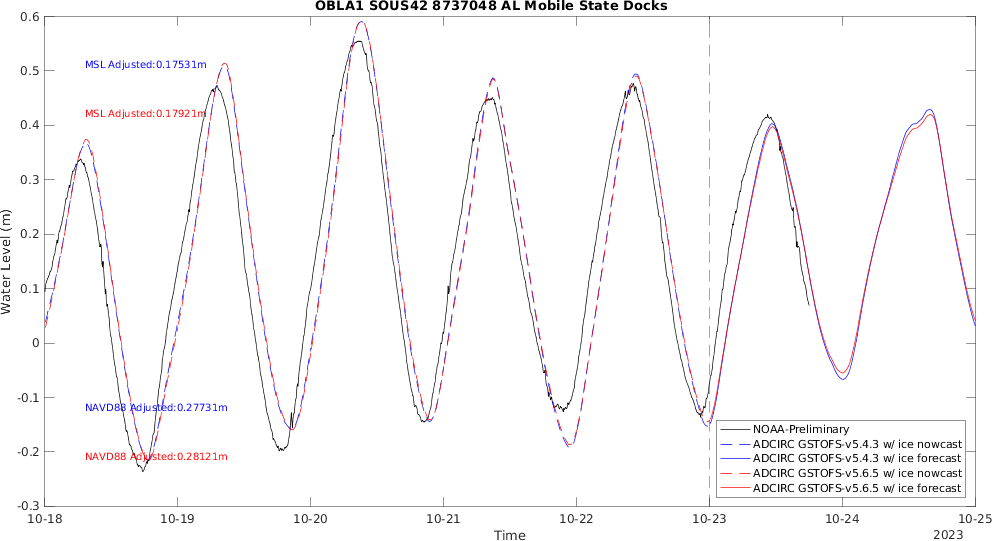 OBLA1 SOUS42 8737048 AL Mobile State Docks
0.6
0.5
0.4
0.3
0.2
0.1
0
-0.1
-0.2
-0.3
Water Level (m)
MSL Adjusted:0.17531m
MSL Adjusted:0.17921m
NAVD88 Adjusted:0.27731m
NAVD88 Adjusted:0.28121m
NOAA-Preliminary
ADCIRC GSTOFS-v5.4.3 w/ ice nowcast
ADCIRC GSTOFS-v5.4.3 w/ ice forecast
ADCIRC GSTOFS-v5.6.5 w/ ice nowcast
ADCIRC GSTOFS-v5.6.5 w/ ice forecast
10-18 10-19 10-20 10-21 10-22 10-23 10-24 10-25
Time
2023